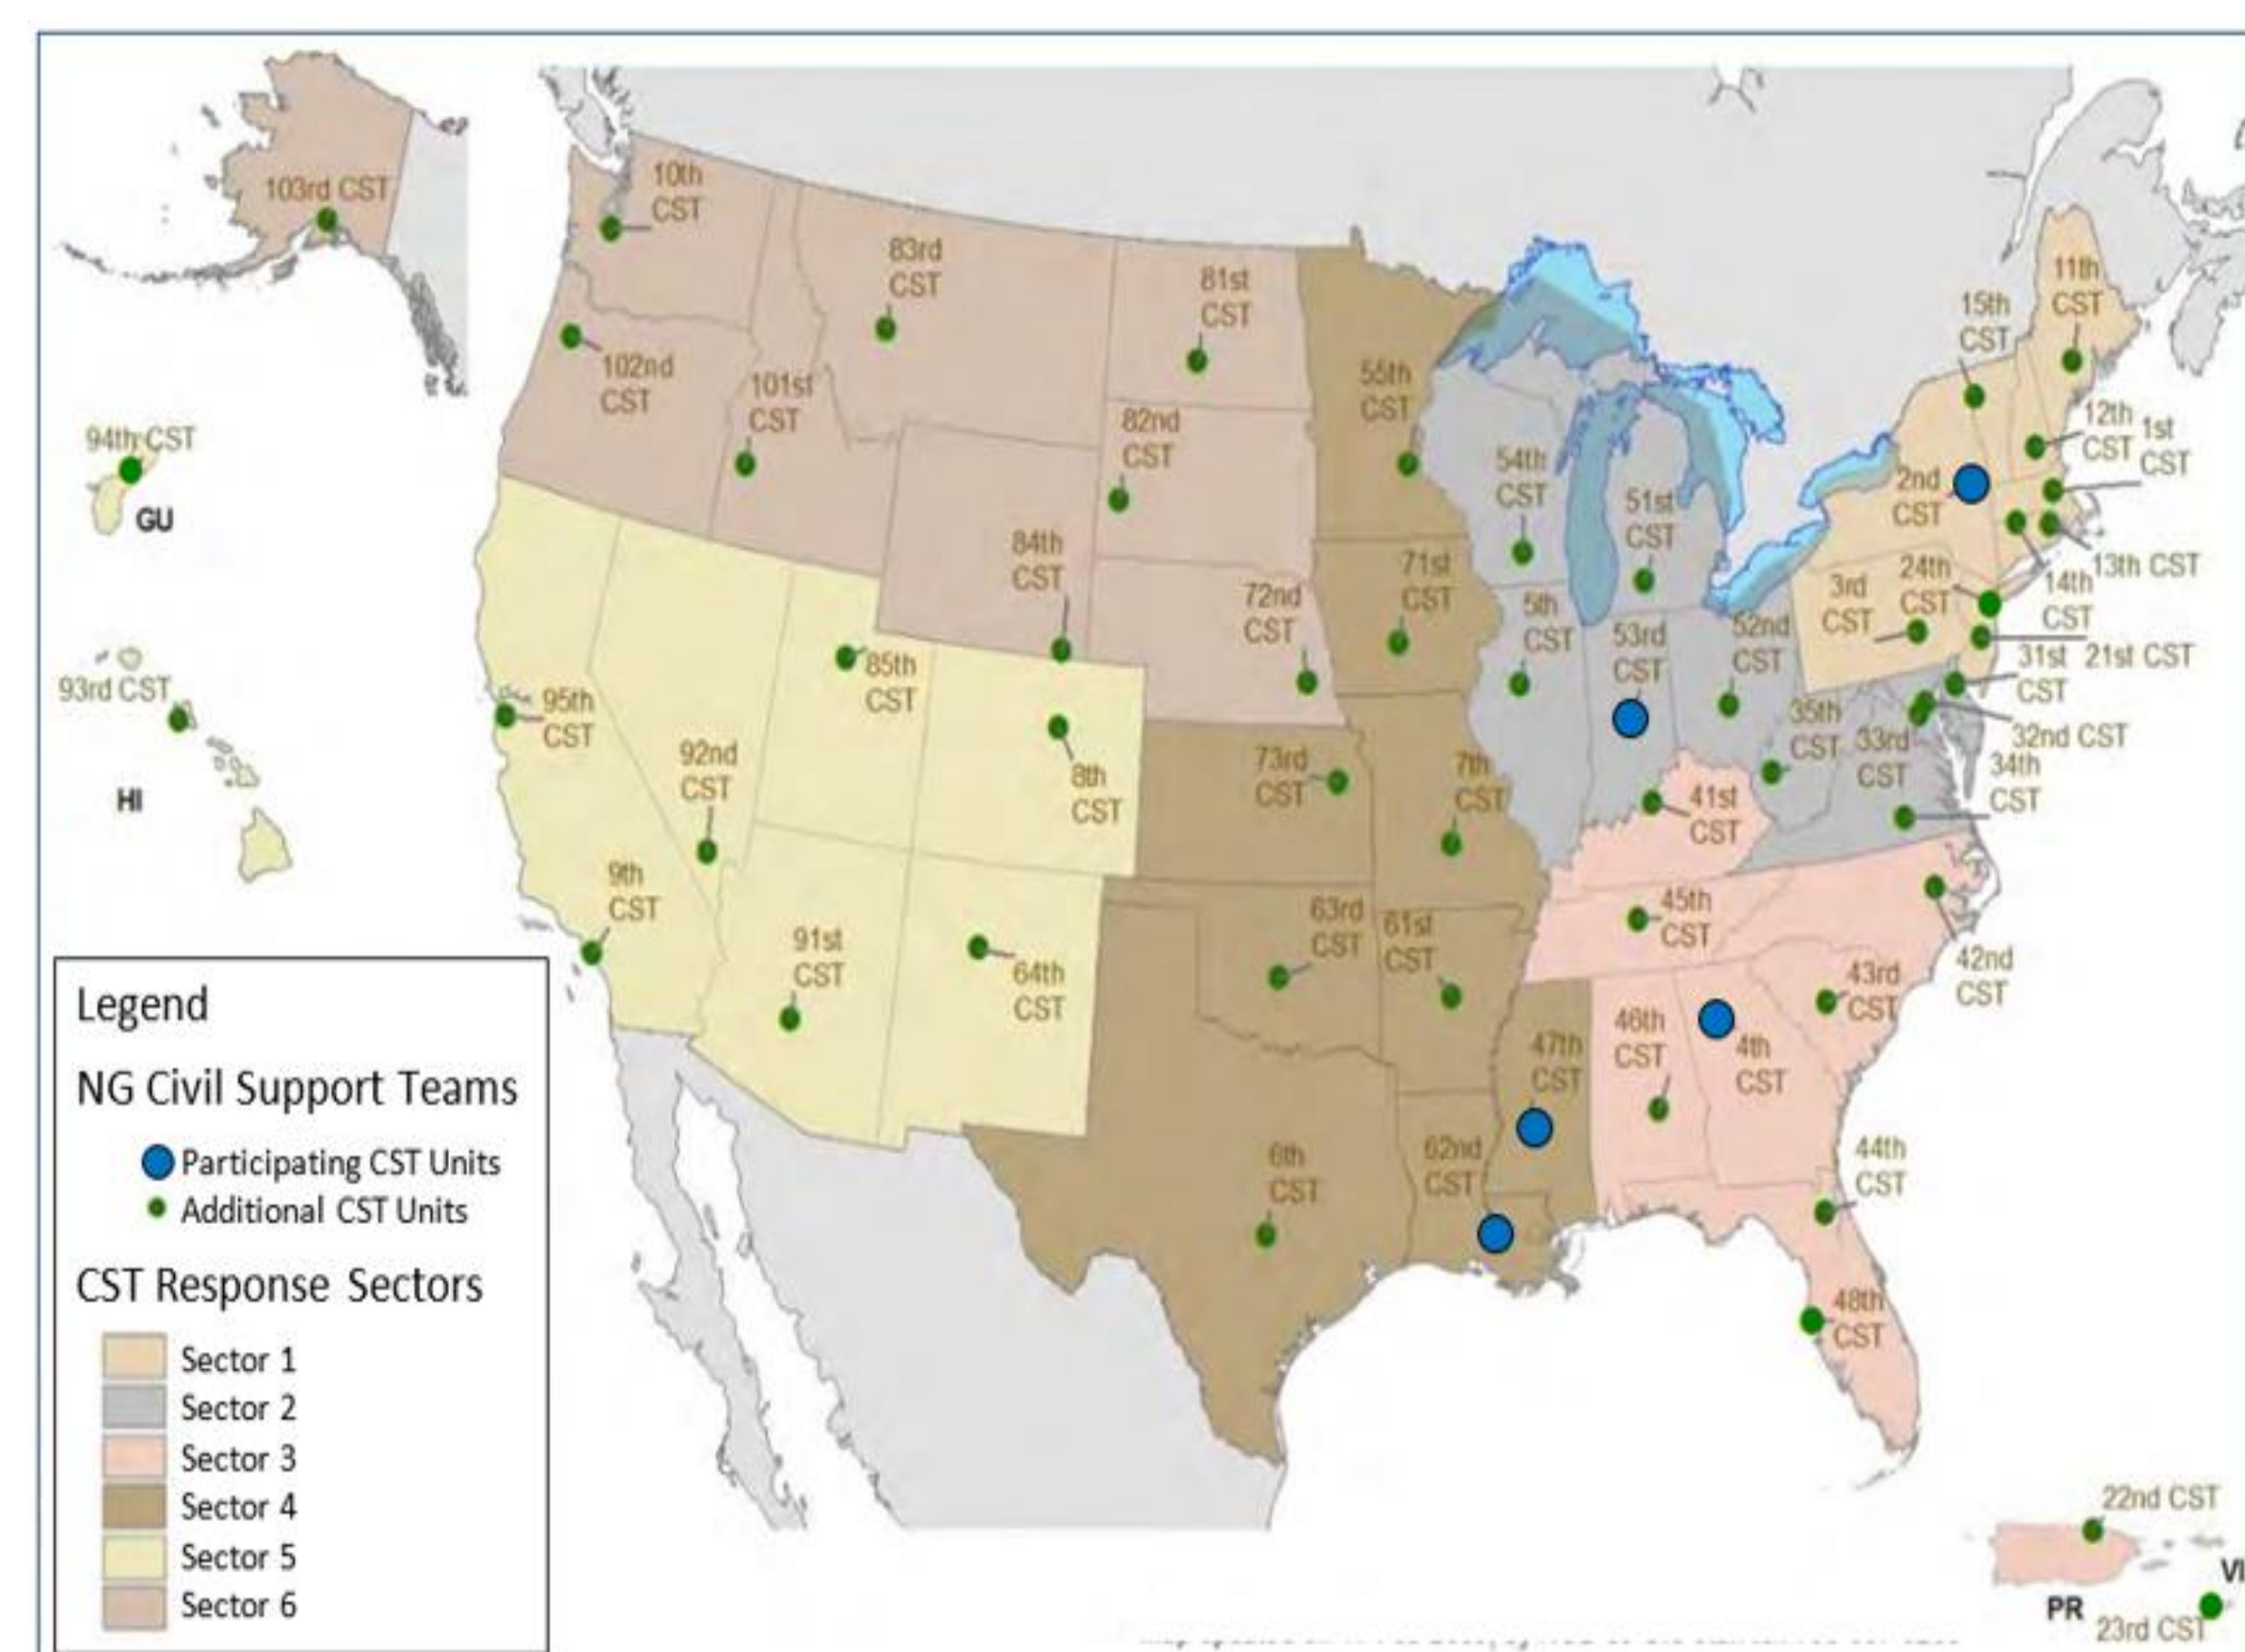 103rd CST
10th
CST
83rd
CST
81st
CST
102nd
CST
101st
CST
82nd
CST
55th
CST
15th
CST
11th
CST
12th
CST
1st
CST
94th CST
GU
54th
CST
51st
CST
2nd
CST
84th
CST
72nd
CST
71st
CST
5th
CST
53rd
CST
52nd
CST
3rd
CST
24th
CST
14th
CST
13th CST
31st
CST
21st CST
93rd CST
HI
95th
CST
85th
CST
92nd
CST
8th
CST
73rd
CST
7th
CST
35th
CST
33rd
CST
32nd CST
34th
CST
41st
CST
9th
CST
91st
CST
64th
CST
63rd
CST
61st
CST
45th
CST
42nd
CST
43rd
CST
46th
CST
4th
CST
47th
CST
62nd
CST
6th
CST
44th
CST
48th
CST
22nd CST
VI
PR
23rd CST
Legend
NG Civil Support Teams
Participating CST Units
Additional CST Units
CST Response Sectors
Sector 1
Sector 2
Sector 3
Sector 4
Sector 5
Sector 6